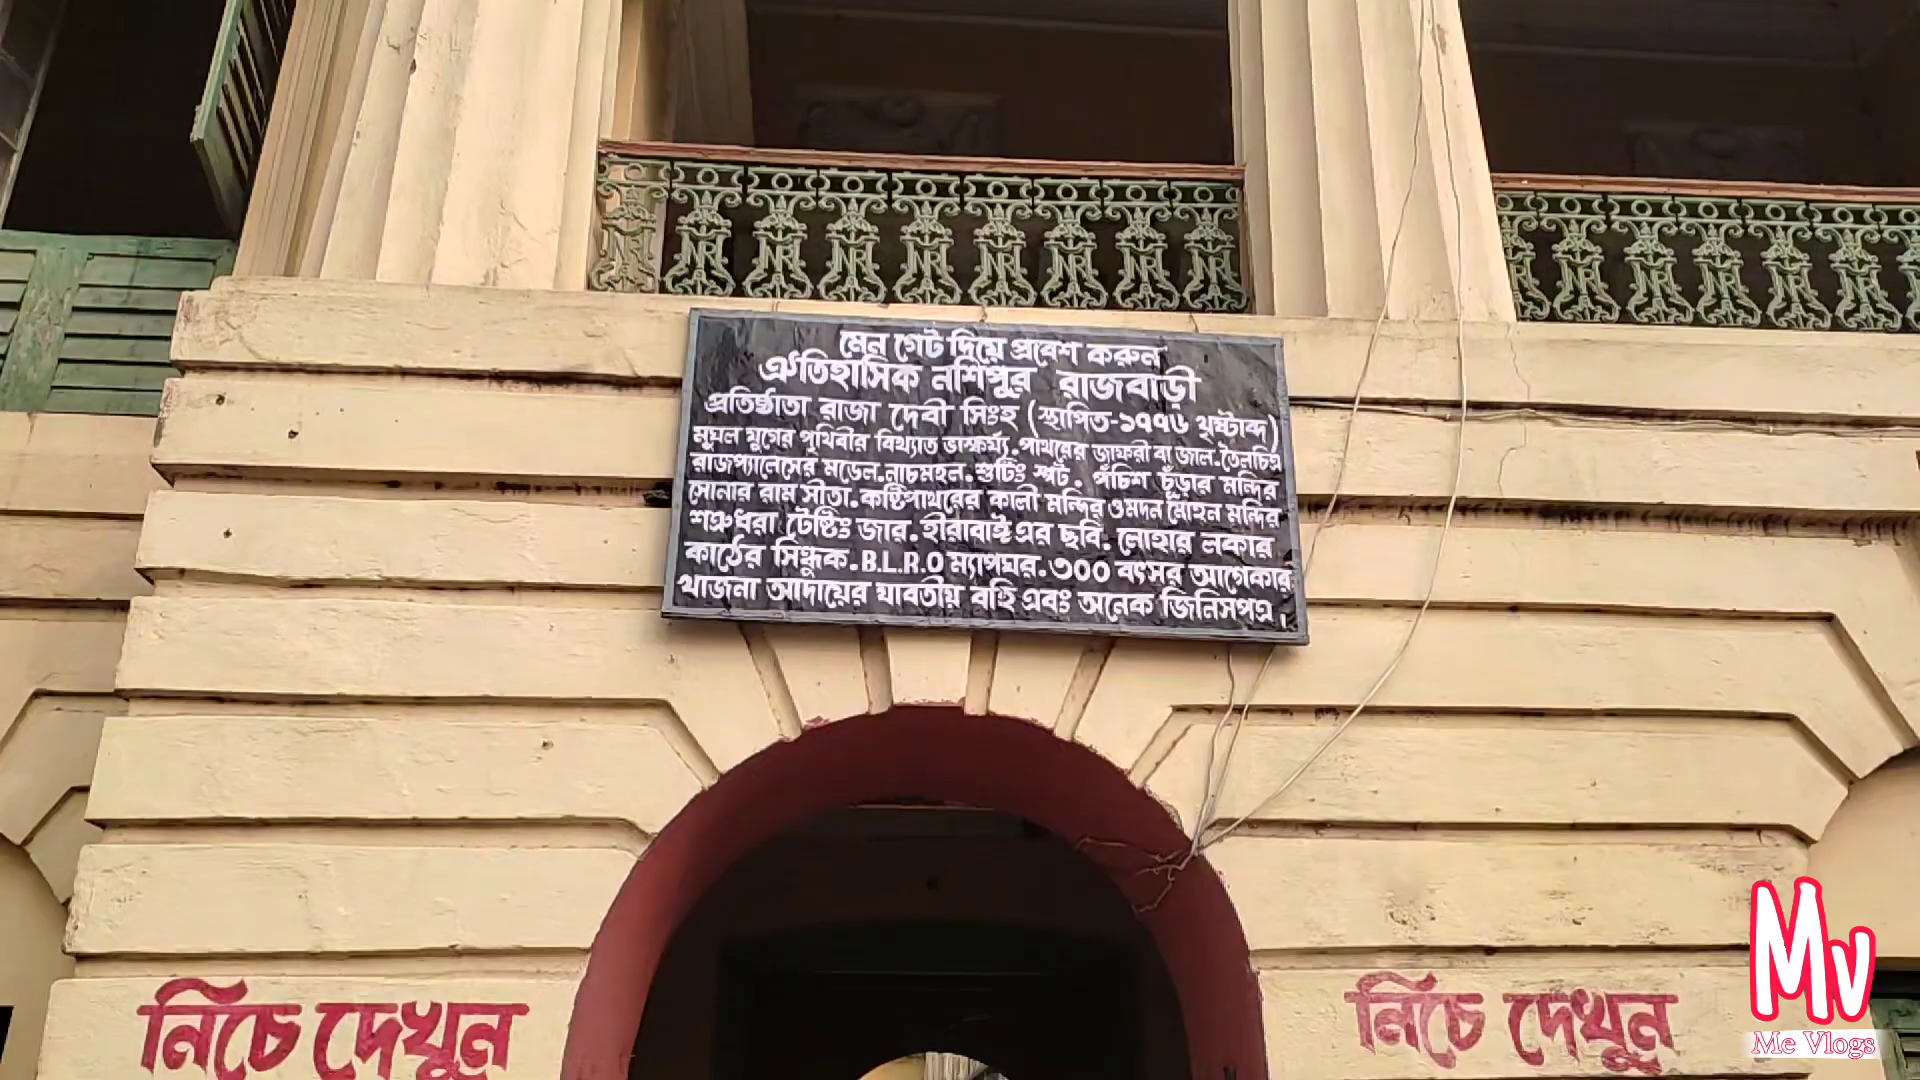 মেন গেট দিয়ে প্রবেশ করুন
ঐতিহাসিক নশিপুর রাজবাড়ী
প্রতিষ্ঠাতা রাজা দেবী সিংহ (স্থাপিত-১৭৭৬ খৃষ্টাব্দ)
মুঘল যুগের পৃথিবীর বিখ্যাত ভাস্কর্য্য. পাথরের জাফরী বা জাল. তৈলচিত্র
রাজপ্যালেসের মডেল. নাচমহল. শুটিং স্পট. পঁচিশ চূঁড়ার মন্দির
সোনার রাম সীতা. কষ্টিপাথরের কালী মন্দির ও মদন মোহন মন্দির
শত্রুধরা টেষ্টিং জার. হীরাবাঈ এর ছবি. লোহার লকার
কাঠের সিন্ধুক. B.L.R.O ম্যাপঘর. ৩০০ বৎসর আগেকার
খাজনা আদায়ের যাবতীয় বহি এবং অনেক জিনিসপত্র।
নিচে দেখুন
নিচে দেখুন
MV
Me Vlogs